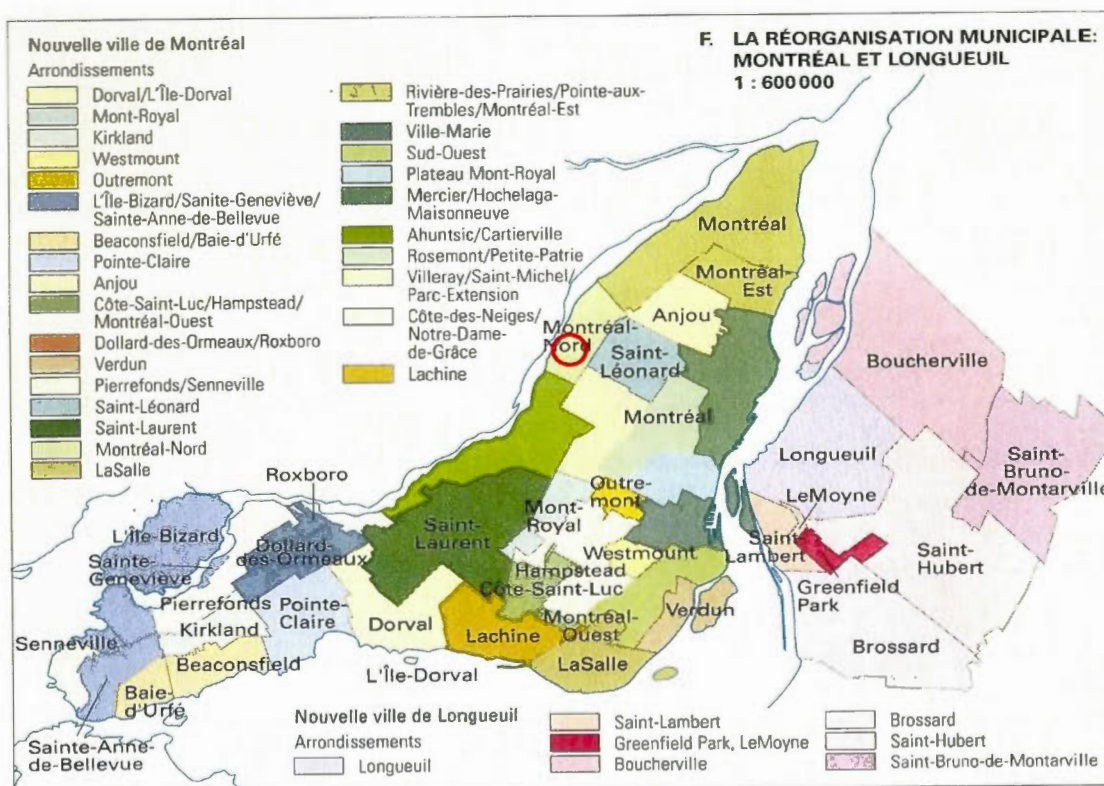 F. LA RÉORGANISATION MUNICIPALE:
MONTRÉAL ET LONGUEUIL
1 : 600 000
Nouvelle ville de Montréal
Arrondissements
Dorval/L'Île-Dorval
Mont-Royal
Kirkland
Westmount
Outremont
L'Île-Bizard/Sanite-Geneviève/
Sainte-Anne-de-Bellevue
Beaconsfield/Baie-d'Urfé
Pointe-Claire
Anjou
Côte-Saint-Luc/Hampstead/
Montréal-Ouest
Dollard-des-Ormeaux/Roxboro
Verdun
Pierrefonds/Senneville
Saint-Léonard
Saint-Laurent
Montréal-Nord
LaSalle
Rivière-des-Prairies/Pointe-aux-
Trembles/Montréal-Est
Ville-Marie
Sud-Ouest
Plateau Mont-Royal
Mercier/Hochelaga-
Maisonneuve
Ahuntsic/Cartierville
Rosemont/Petite-Patrie
Villeray/Saint-Michel/
Parc-Extension
Côte-des-Neiges/
Notre-Dame-
de-Grâce
Lachine
Montréal
Montréal-
Est
Anjou
Montréal-
Nord
Saint-
Léonard
Montréal
Boucherville
Longueuil
LeMoyne
Saint-
Bruno-
de-Montarville
Saint-
Lambert
Saint-
Hubert
Greenfield
Park
Brossard
Roxboro
L'Île-Bizard
Sainte-
Geneviève
Dollard-
des-Ormeaux
Saint-
Laurent
Mont-
Royal
Outre-
mont
Westmount
Hampstead
Côte-Saint-Luc
Montréal-
Ouest
Verdun
Pierrefonds
Kirkland
Pointe-
Claire
Dorval
Lachine
LaSalle
Senneville
Beaconsfield
L'Île-Dorval
Baie-
d'Urfé
Sainte-Anne-
de-Bellevue
Nouvelle ville de Longueuil
Arrondissements
Longueuil
Saint-Lambert
Greenfield Park, LeMoyne
Boucherville
Brossard
Saint-Hubert
Saint-Bruno-de-Montarville